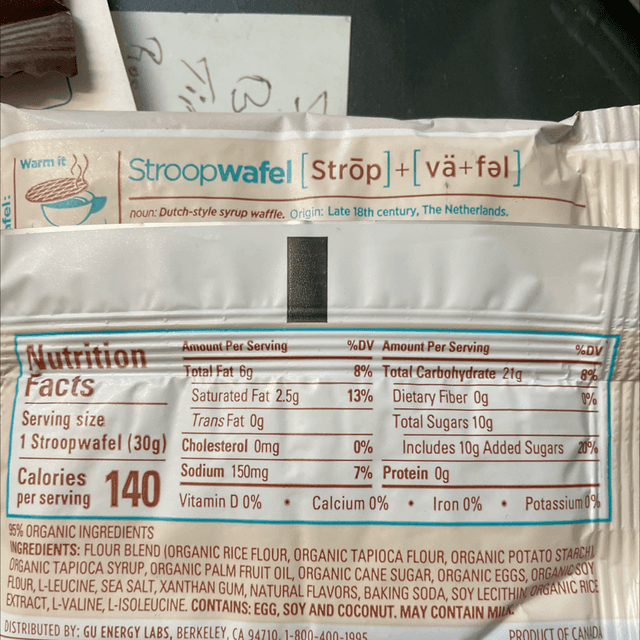 Warm it
Stroopwafel [Strōp]+[vä+fəl]
noun: Dutch-style syrup waffle. Origin: Late 18th century, The Netherlands.
Nutrition
Facts
Serving size
1 Stroopwafel (30g)
Calories
per serving 140
Amount Per Serving %DV
Total Fat 6g 8%
Saturated Fat 2.5g 13%
Trans Fat 0g
Cholesterol 0mg 0%
Sodium 150mg 7%
Amount Per Serving %DV
Total Carbohydrate 21g 8%
Dietary Fiber 0g 0%
Total Sugars 10g
Includes 10g Added Sugars 20%
Protein 0g
Vitamin D 0% • Calcium 0% • Iron 0% • Potassium 0%
95% ORGANIC INGREDIENTS
INGREDIENTS: FLOUR BLEND (ORGANIC RICE FLOUR, ORGANIC TAPIOCA FLOUR, ORGANIC POTATO STARCH),
ORGANIC TAPIOCA SYRUP, ORGANIC PALM FRUIT OIL, ORGANIC CANE SUGAR, ORGANIC EGGS, ORGANIC SOY
FLOUR, L-LEUCINE, SEA SALT, XANTHAN GUM, NATURAL FLAVORS, BAKING SODA, SOY LECITHIN, ORGANIC RICE
EXTRACT, L-VALINE, L-ISOLEUCINE. CONTAINS: EGG, SOY AND COCONUT. MAY CONTAIN MILK.
DISTRIBUTED BY: GU ENERGY LABS, BERKELEY, CA 94710, 1-800-400-1995
PRODUCT OF CANADA